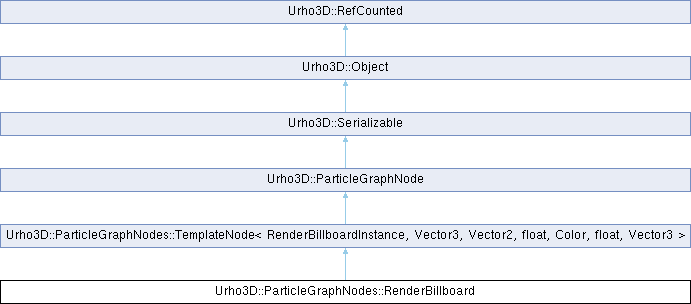 Urho3D::RefCounted
Urho3D::Object
Urho3D::Serializable
Urho3D::ParticleGraphNode
Urho3D::ParticleGraphNodes::TemplateNode< RenderBillboardInstance, Vector3, Vector2, float, Color, float, Vector3 >
Urho3D::ParticleGraphNodes::RenderBillboard